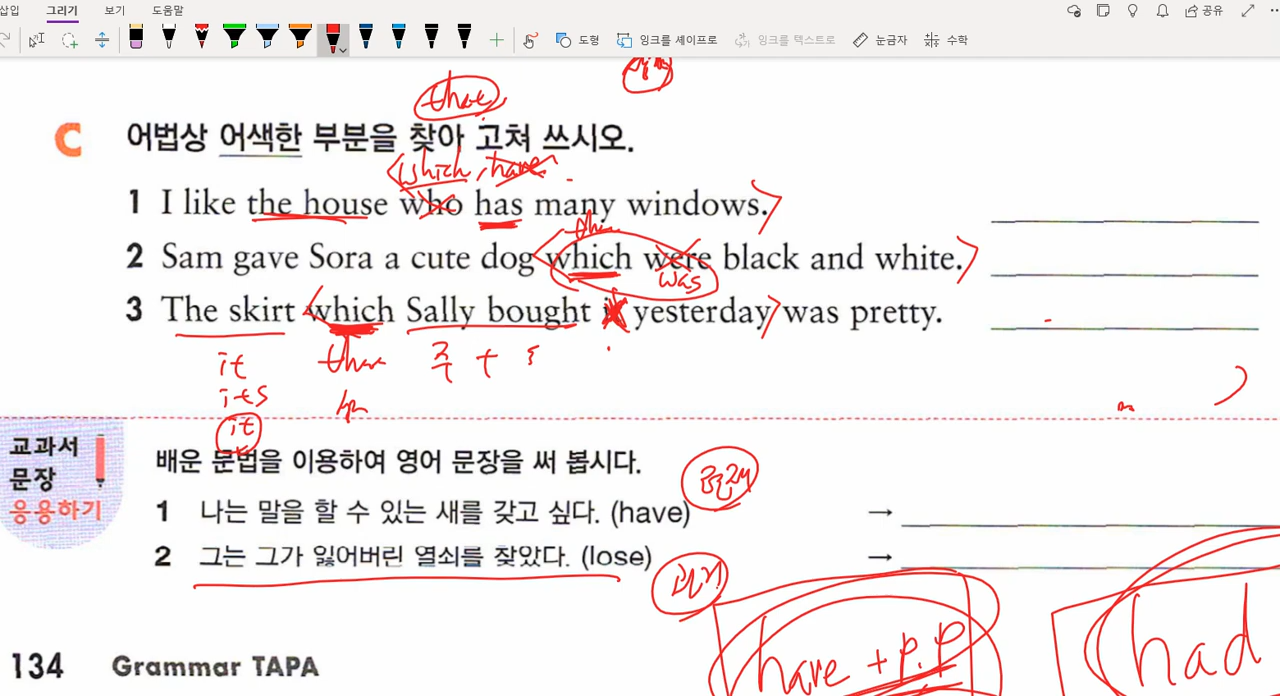 삽입 그리기 보기 도움말 공유
도형 잉크를 셰이프로 잉크를 텍스트로 눈금자 수학
that
C 어법상 어색한 부분을 찾아 고쳐 쓰시오.
which, have
1 I like the house who has many windows.
2 Sam gave Sora a cute dog which were black and white.
was
3 The skirt which Sally bought it yesterday was pretty.
it that 주 +
its
it
교과서
문장
응용하기
배운 문법을 이용하여 영어 문장을 써 봅시다.
현재
1 나는 말을 할 수 있는 새를 갖고 싶다. (have) →
2 그는 그가 잃어버린 열쇠를 찾았다. (lose) →
과거
have + p.p had
134 Grammar TAPA